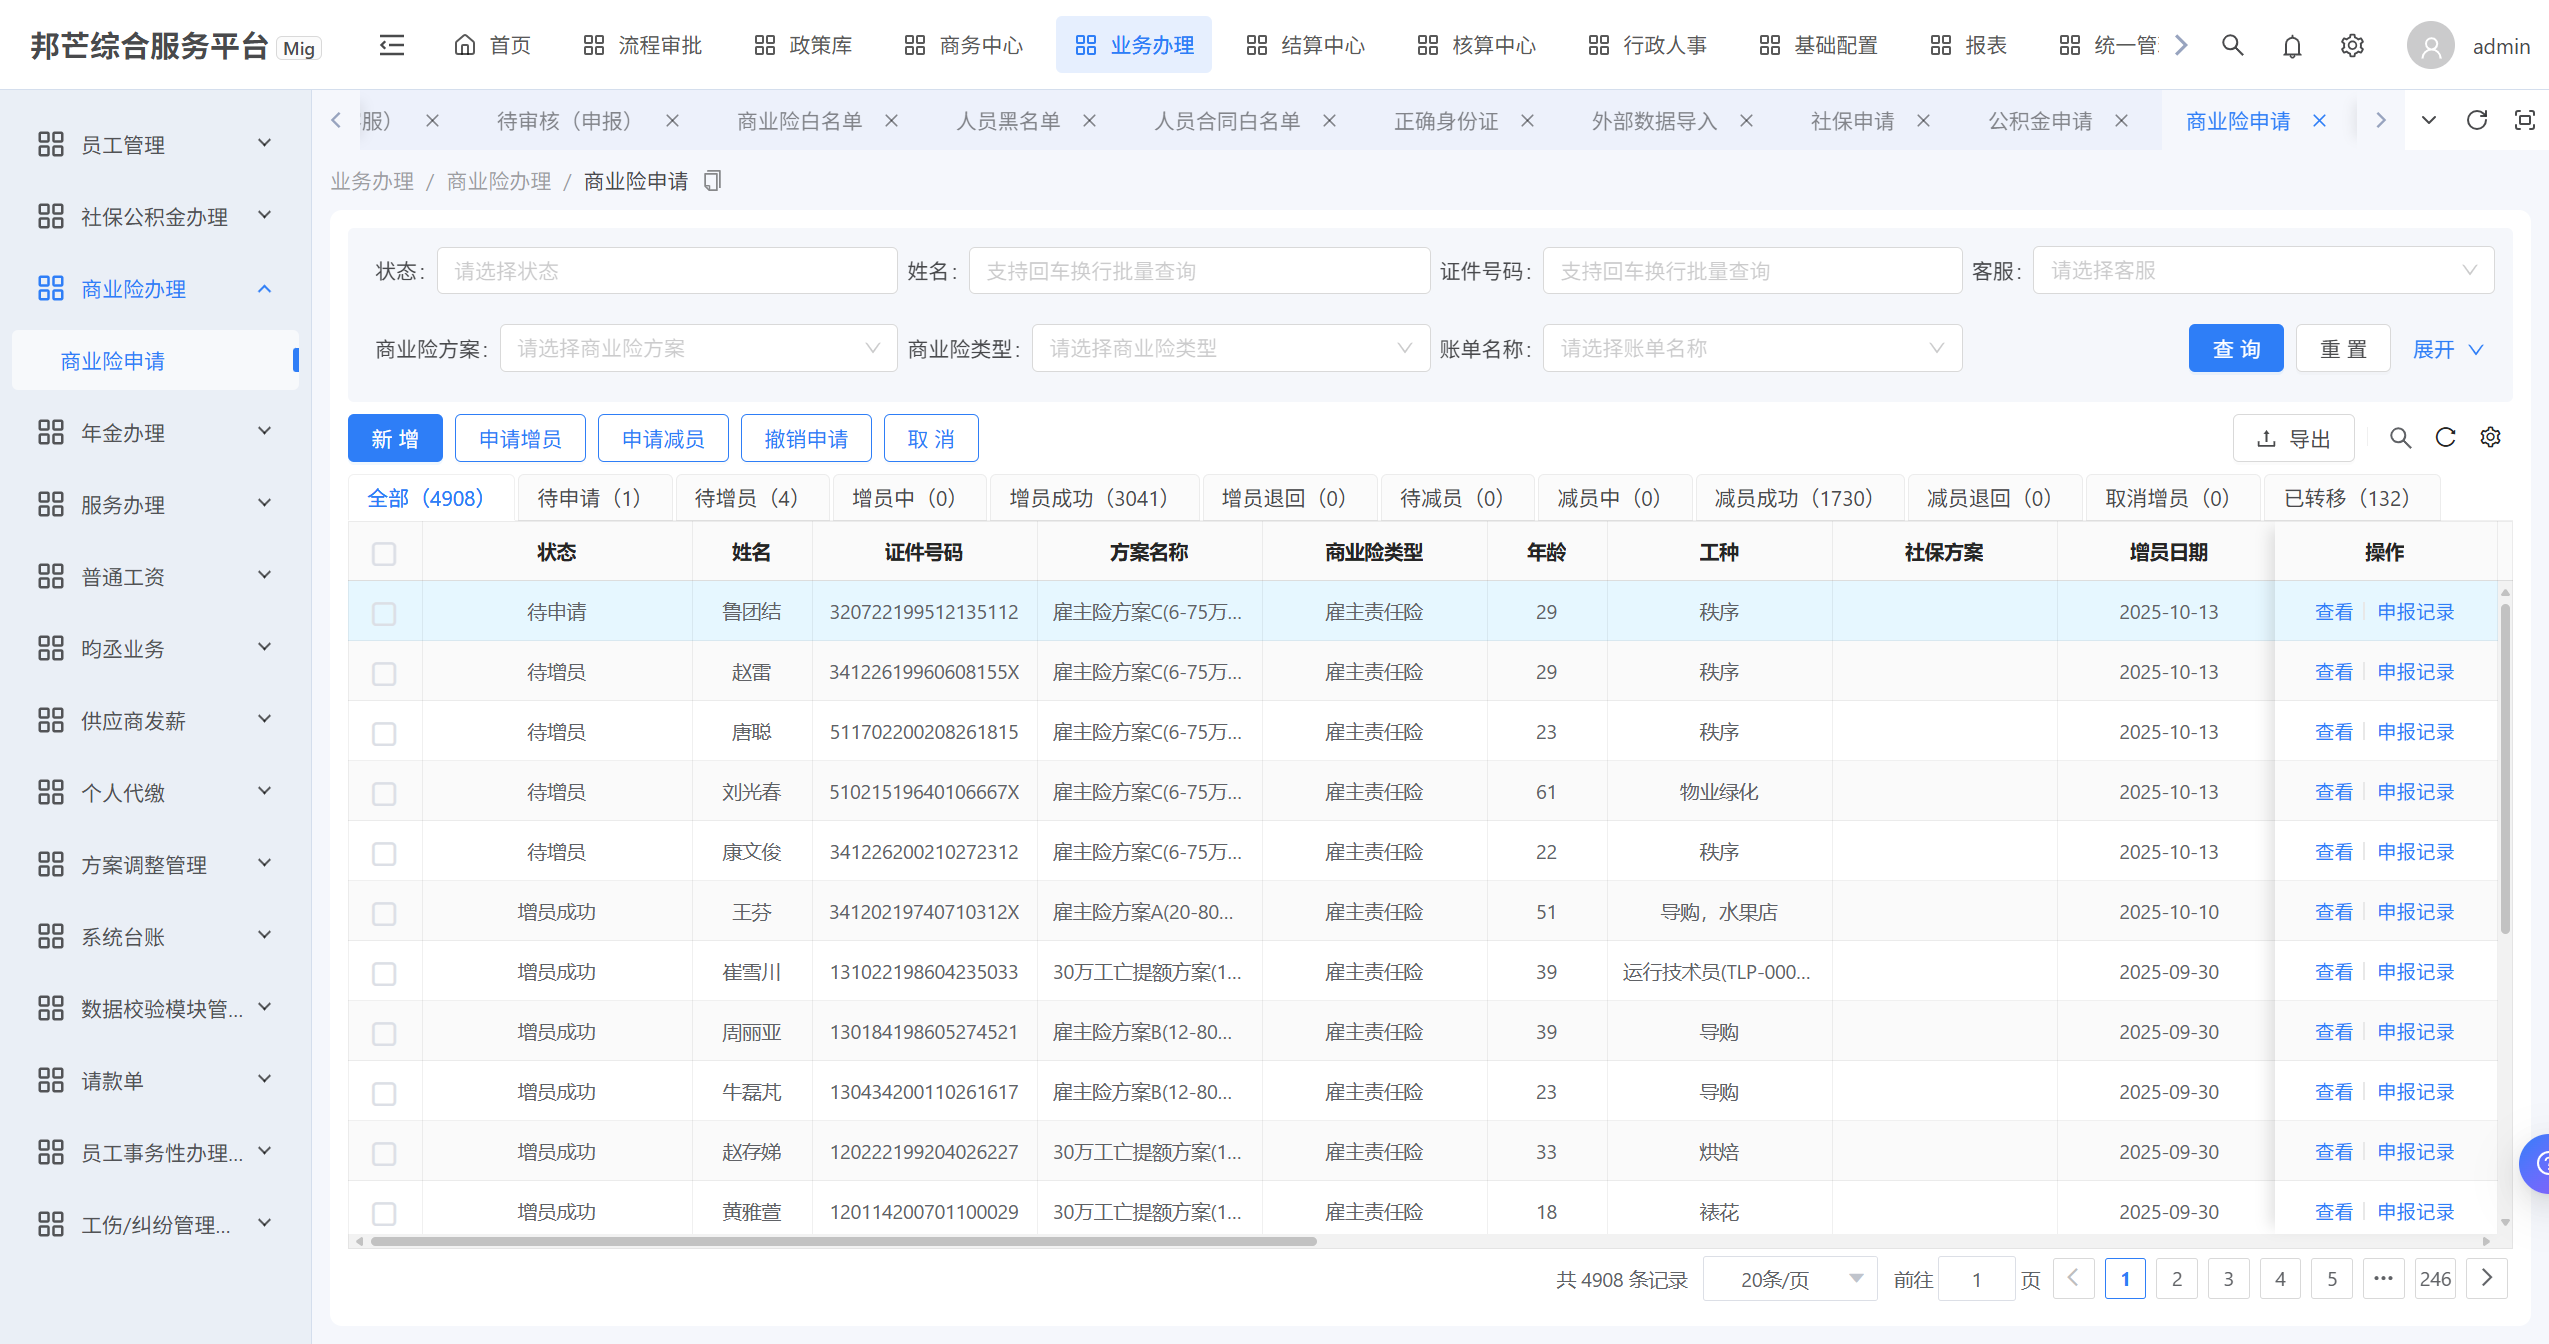 邦芒综合服务平台 Mig 首页 流程审批 政策库 商务中心 业务办理 结算中心 核算中心 行政人事 基础配置 报表 统一管 admin
服） 待审核（申报） 商业险白名单 人员黑名单 人员合同白名单 正确身份证 外部数据导入 社保申请 公积金申请 商业险申请
业务办理 / 商业险办理 / 商业险申请
员工管理
社保公积金办理
商业险办理
商业险申请
年金办理
服务办理
普通工资
昀丞业务
供应商发薪
个人代缴
方案调整管理
系统台账
数据校验模块管...
请款单
员工事务性办理...
工伤/纠纷管理...
状态: 请选择状态 姓名: 支持回车换行批量查询 证件号码: 支持回车换行批量查询 客服: 请选择客服
商业险方案: 请选择商业险方案 商业险类型: 请选择商业险类型 账单名称: 请选择账单名称 查 询 重 置 展开
新 增 申请增员 申请减员 撤销申请 取 消 导出
全部（4908） 待申请（1） 待增员（4） 增员中（0） 增员成功（3041） 增员退回（0） 待减员（0） 减员中（0） 减员成功（1730） 减员退回（0） 取消增员（0） 已转移（132）
状态 姓名 证件号码 方案名称 商业险类型 年龄 工种 社保方案 增员日期 操作
待申请 鲁团结 320722199512135112 雇主险方案C(6-75万... 雇主责任险 29 秩序 2025-10-13 查看 申报记录
待增员 赵雷 34122619960608155X 雇主险方案C(6-75万... 雇主责任险 29 秩序 2025-10-13 查看 申报记录
待增员 唐聪 511702200208261815 雇主险方案C(6-75万... 雇主责任险 23 秩序 2025-10-13 查看 申报记录
待增员 刘光春 51021519640106667X 雇主险方案C(6-75万... 雇主责任险 61 物业绿化 2025-10-13 查看 申报记录
待增员 康文俊 341226200210272312 雇主险方案C(6-75万... 雇主责任险 22 秩序 2025-10-13 查看 申报记录
增员成功 王芬 34120219740710312X 雇主险方案A(20-80... 雇主责任险 51 导购，水果店 2025-10-10 查看 申报记录
增员成功 崔雪川 131022198604235033 30万工亡提额方案(1... 雇主责任险 39 运行技术员(TLP-000... 2025-09-30 查看 申报记录
增员成功 周丽亚 130184198605274521 雇主险方案B(12-80... 雇主责任险 39 导购 2025-09-30 查看 申报记录
增员成功 牛磊芃 130434200110261617 雇主险方案B(12-80... 雇主责任险 23 导购 2025-09-30 查看 申报记录
增员成功 赵存娣 120222199204026227 30万工亡提额方案(1... 雇主责任险 33 烘焙 2025-09-30 查看 申报记录
增员成功 黄雅萱 120114200701100029 30万工亡提额方案(1... 雇主责任险 18 裱花 2025-09-30 查看 申报记录
共 4908 条记录 20条/页 前往 1 页 1 2 3 4 5 ••• 246